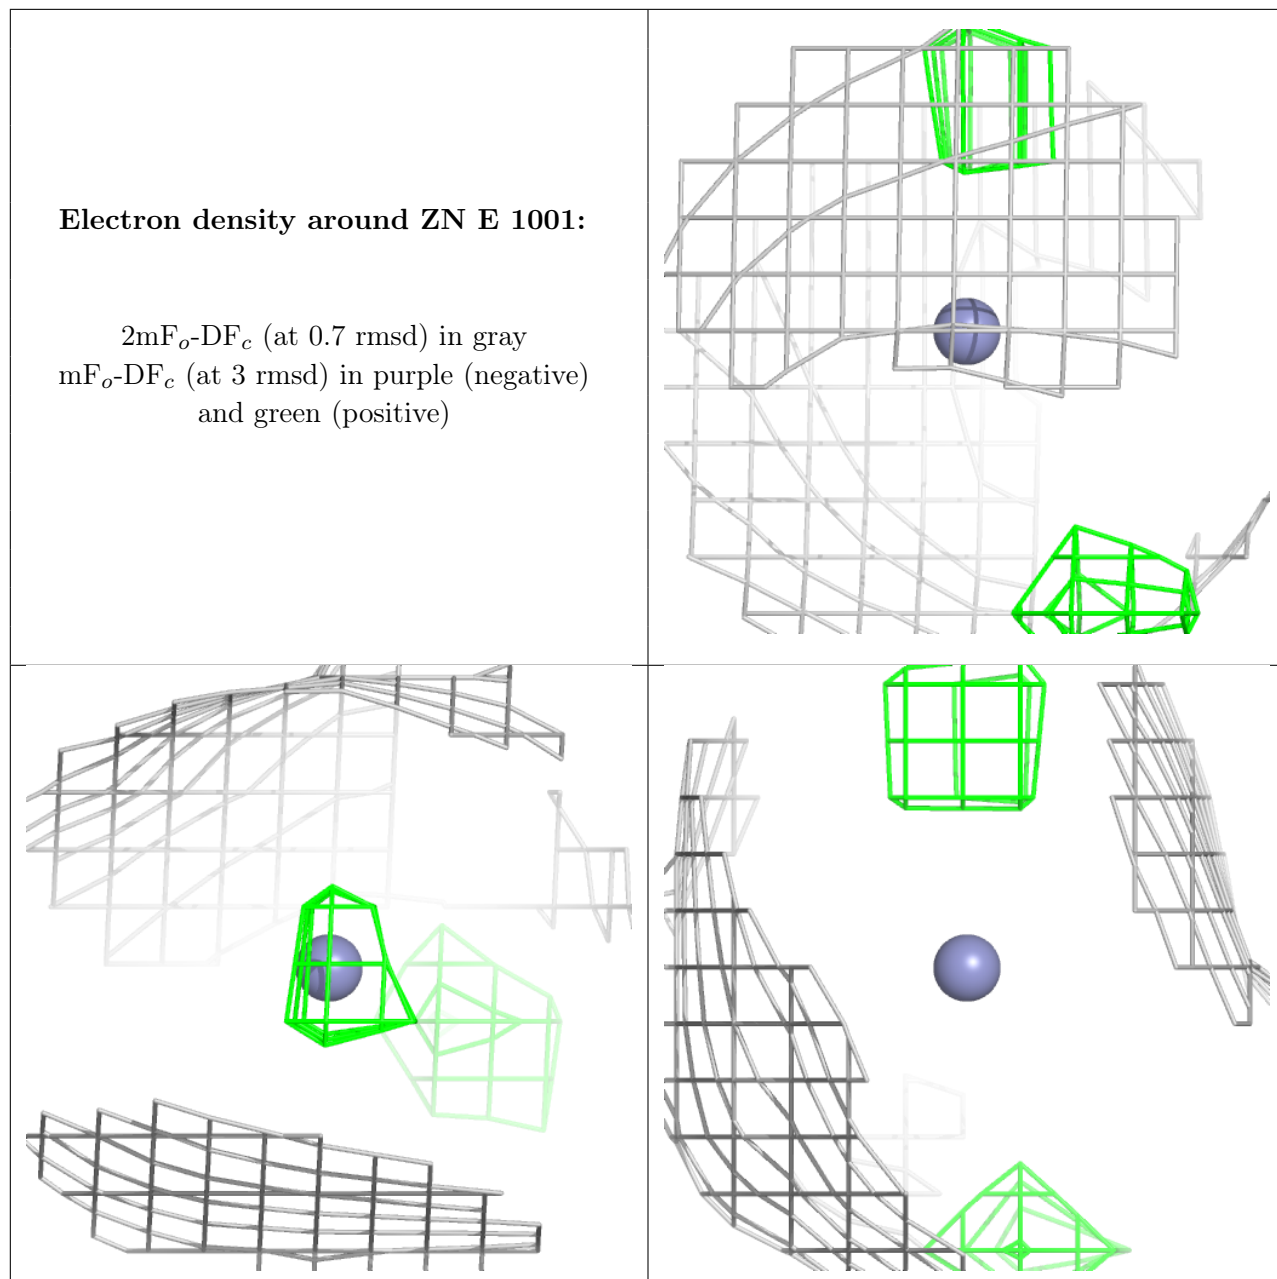 Electron density around ZN E 1001:
2mFo-DFc (at 0.7 rmsd) in gray
mFo-DFc (at 3 rmsd) in purple (negative)
and green (positive)